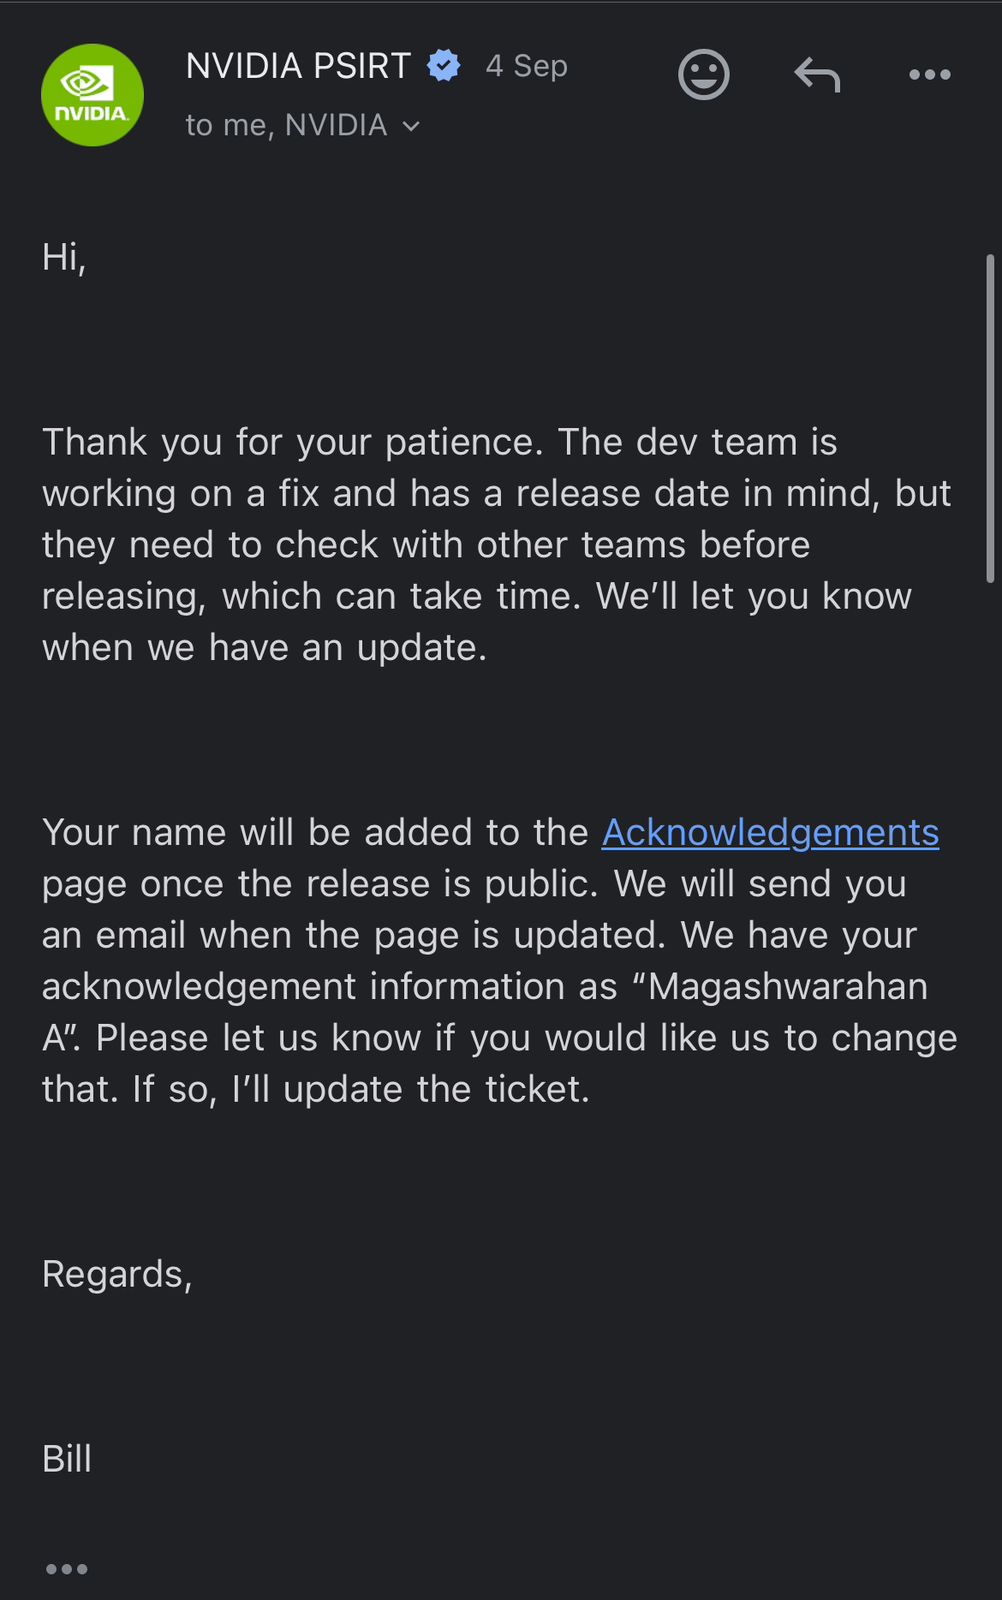 NVIDIA PSIRT 4 Sep
NVIDIA.
to me, NVIDIA
Hi,
Thank you for your patience. The dev team is
working on a fix and has a release date in mind, but
they need to check with other teams before
releasing, which can take time. We’ll let you know
when we have an update.
Your name will be added to the Acknowledgements
page once the release is public. We will send you
an email when the page is updated. We have your
acknowledgement information as “Magashwarahan
A”. Please let us know if you would like us to change
that. If so, I’ll update the ticket.
Regards,
Bill